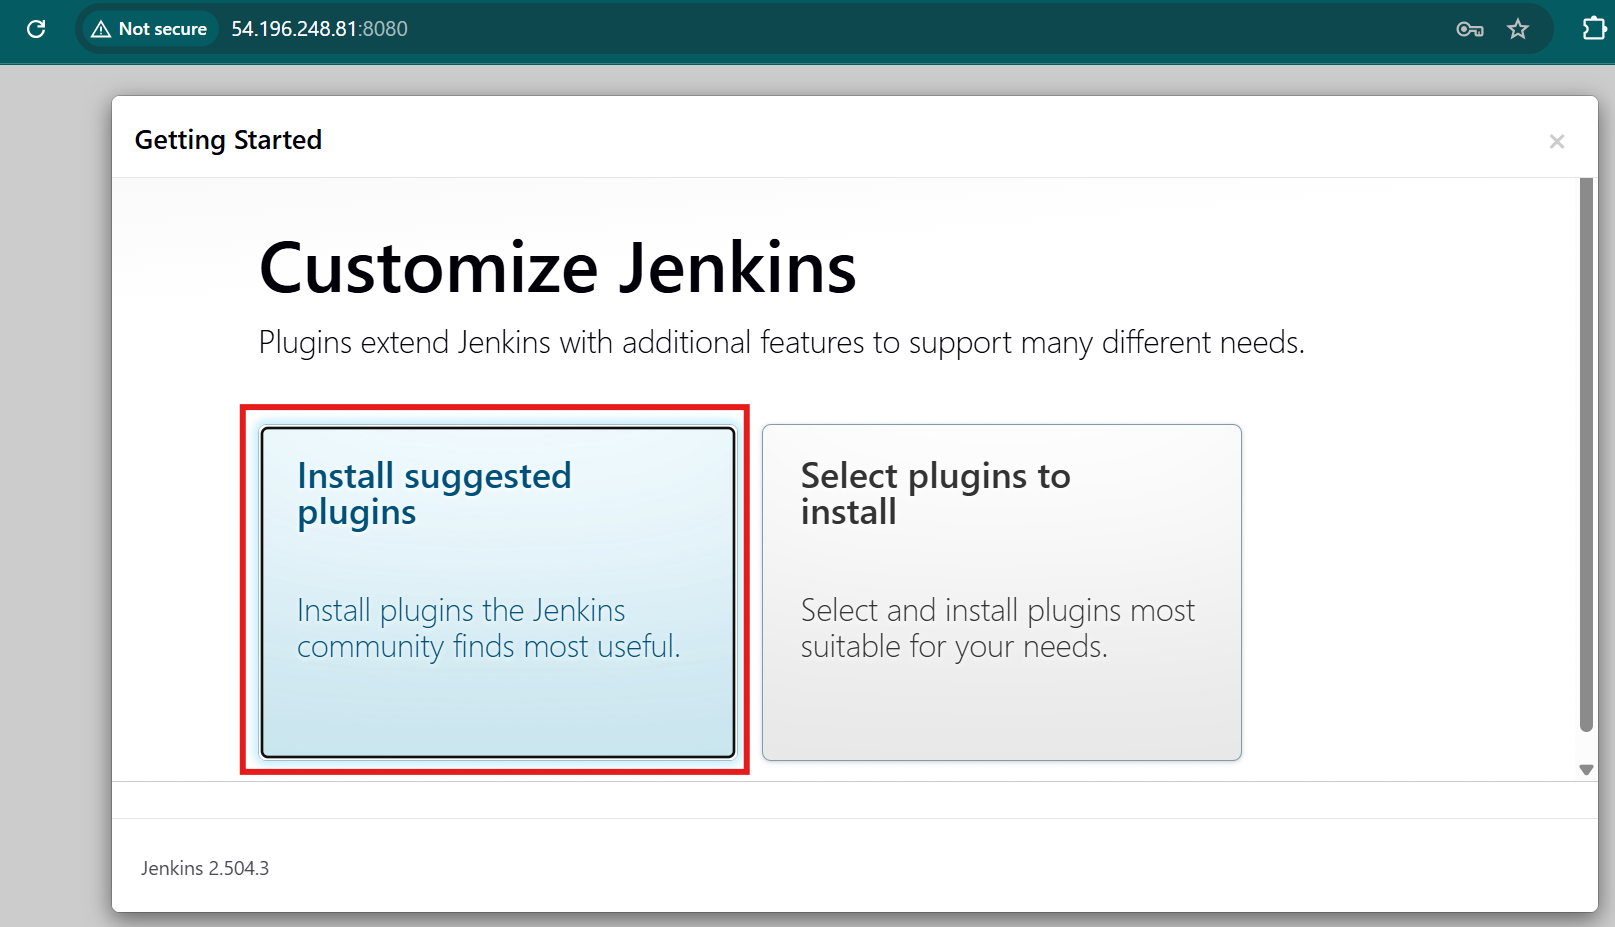 Not secure 54.196.248.81:8080
Getting Started
×
Customize Jenkins
Plugins extend Jenkins with additional features to support many different needs.
Install suggested
plugins
Install plugins the Jenkins
community finds most useful.
Select plugins to
install
Select and install plugins most
suitable for your needs.
Jenkins 2.504.3